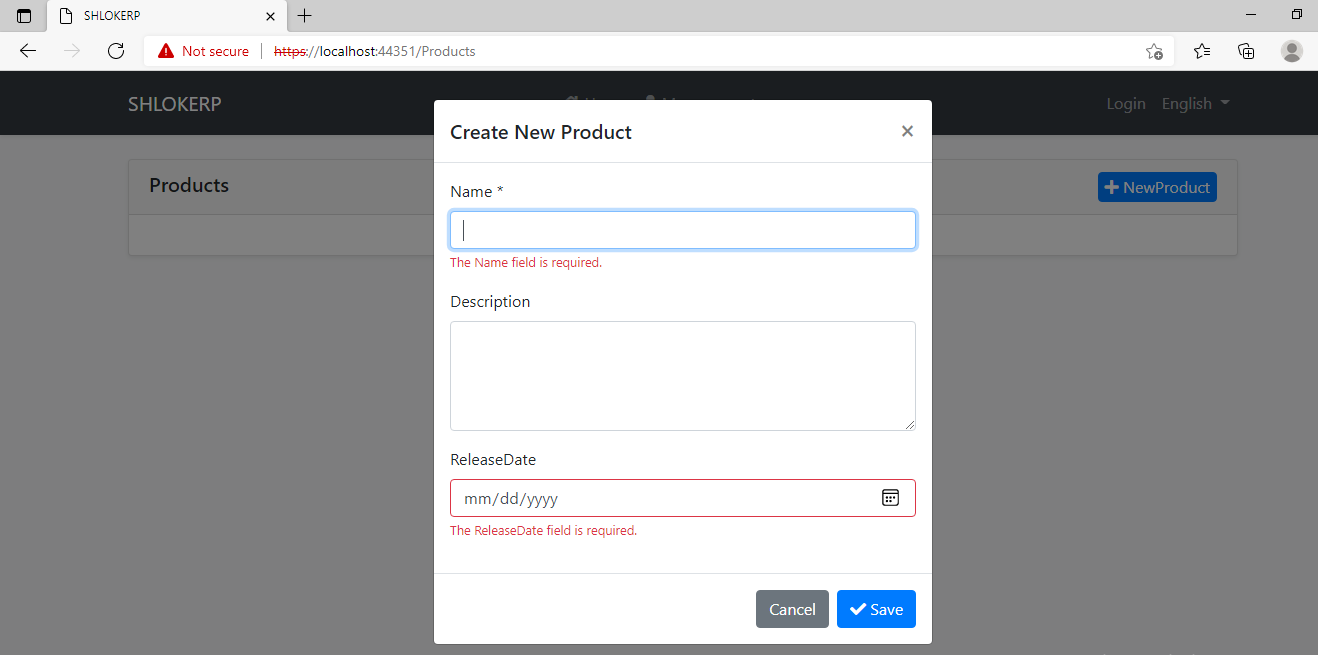 SHLOKERP
Not secure https://localhost:44351/Products
SHLOKERP
Login English
Products
NewProduct
Create New Product
Name *
The Name field is required.
Description
ReleaseDate
mm/dd/yyyy
The ReleaseDate field is required.
Cancel
Save